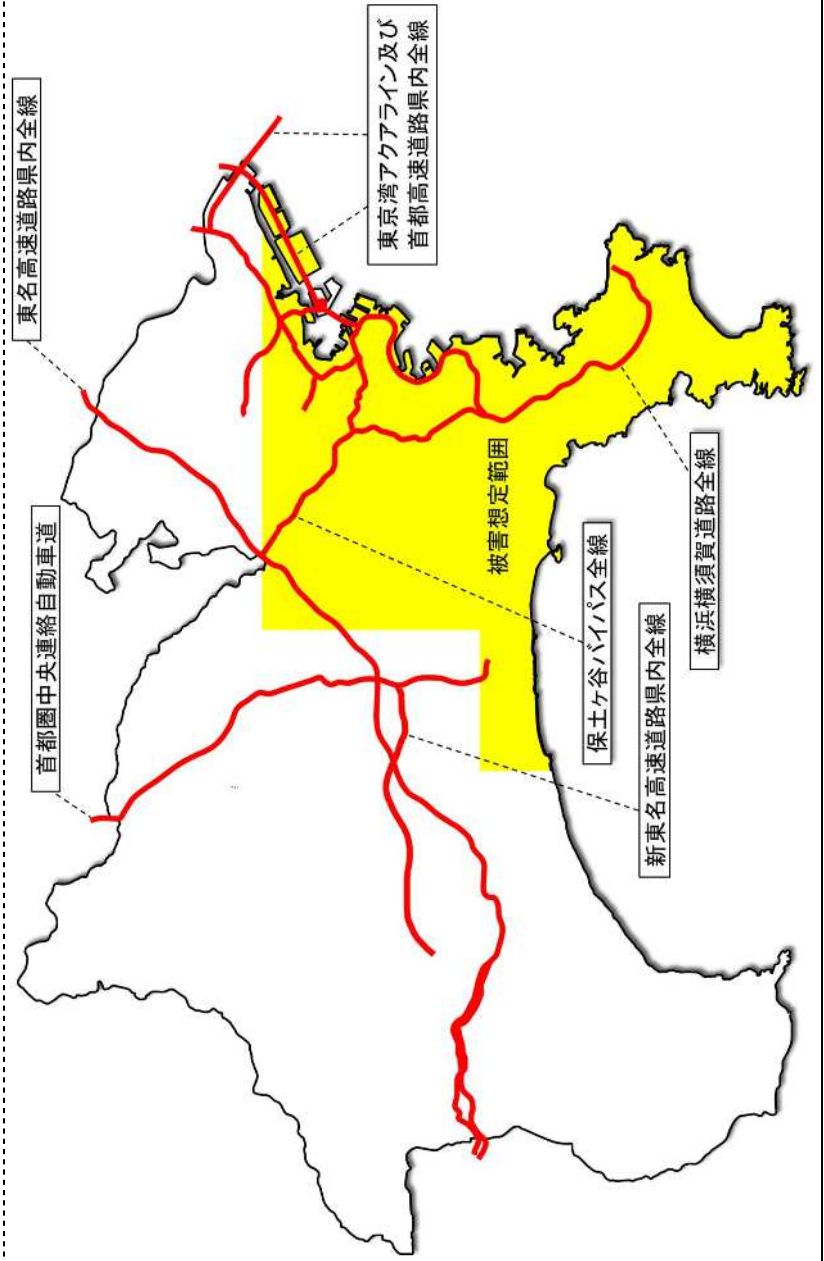 東名高速道路県内全線
東京湾アクアライン及び
首都高速道路県内全線
首都圏中央連絡自動車道
被害想定範囲
保土ヶ谷バイパス全線
新東名高速道路県内全線
横浜横須賀道路全線